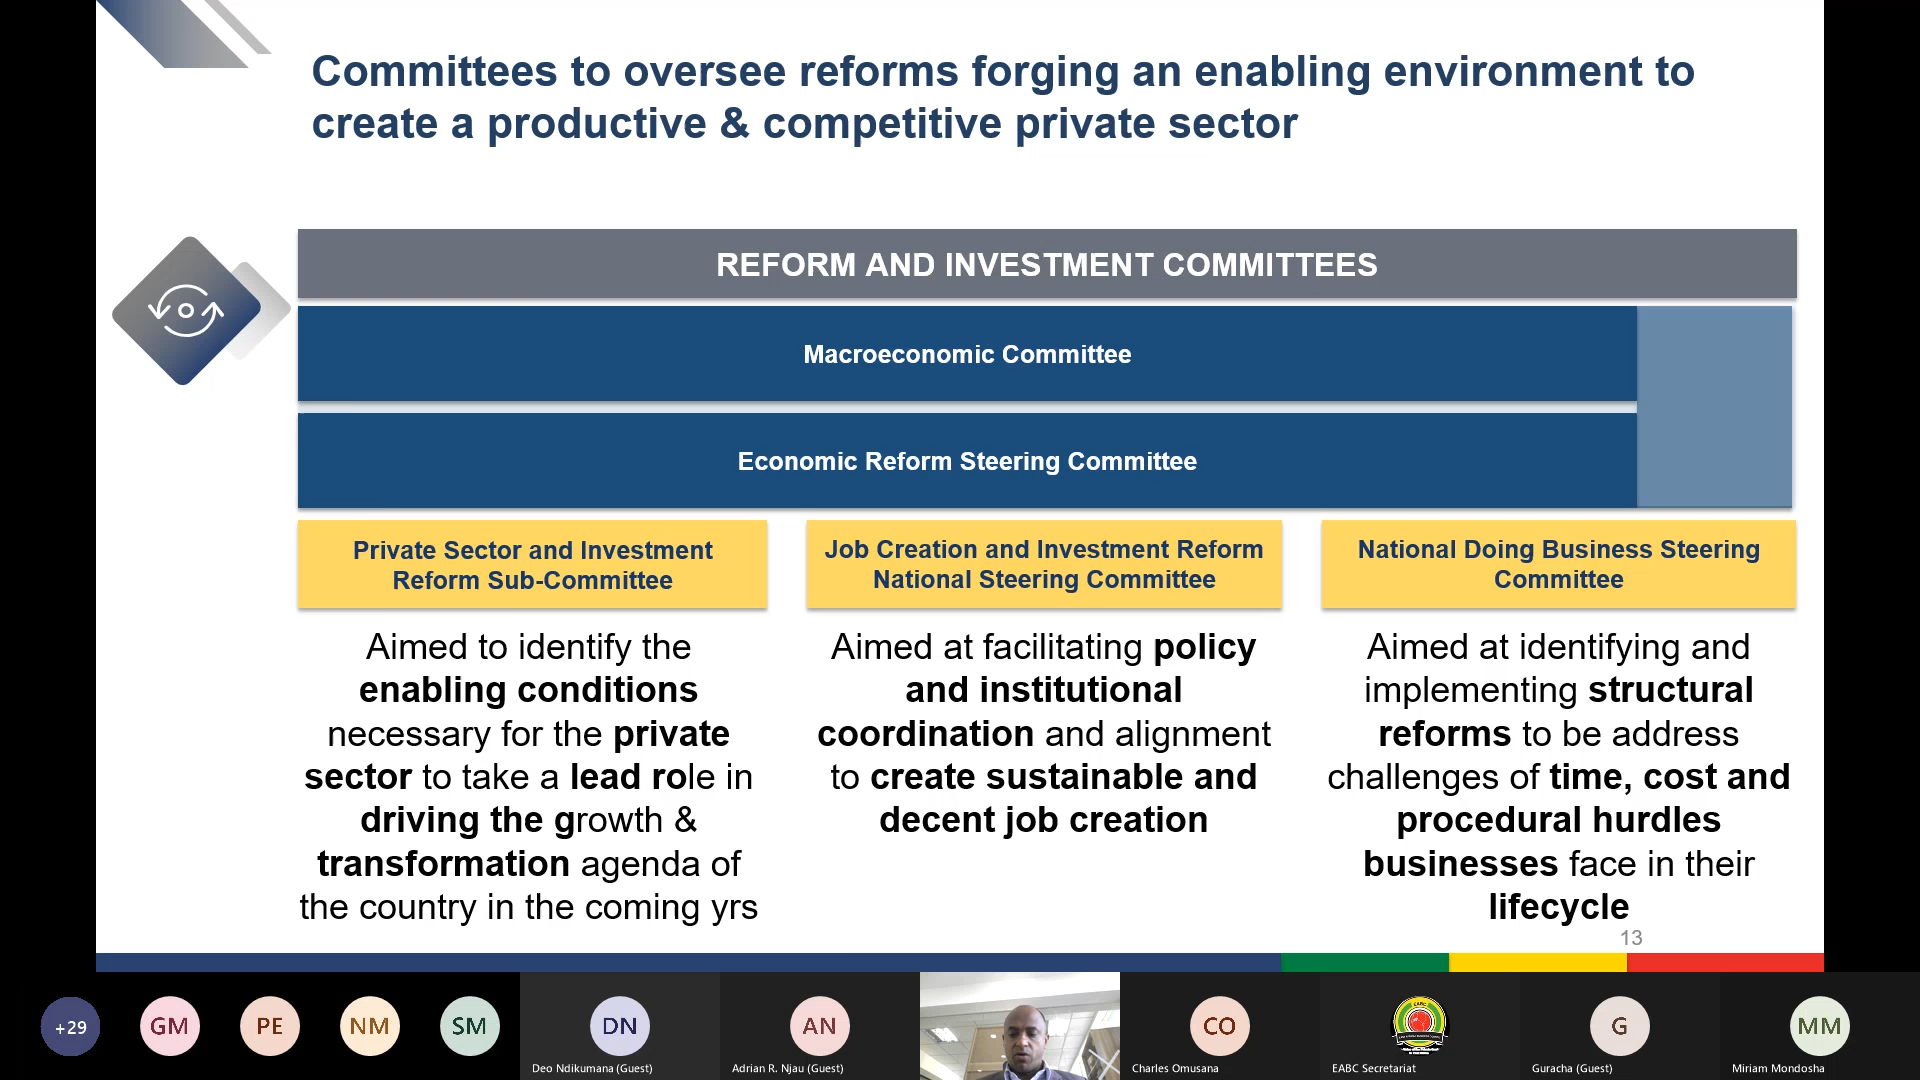 Committees to oversee reforms forging an enabling environment to
create a productive & competitive private sector
REFORM AND INVESTMENT COMMITTEES
Macroeconomic Committee
Economic Reform Steering Committee
Private Sector and Investment
Reform Sub-Committee
Aimed to identify the
enabling conditions
necessary for the private
sector to take a lead role in
driving the growth &
transformation agenda of
the country in the coming yrs
Job Creation and Investment Reform
National Steering Committee
Aimed at facilitating policy
and institutional
coordination and alignment
to create sustainable and
decent job creation
National Doing Business Steering
Committee
Aimed at identifying and
implementing structural
reforms to be address
challenges of time, cost and
procedural hurdles
businesses face in their
lifecycle
13
+29
GM
PE
NM
SM
DN
Deo Ndikumana (Guest)
AN
Adrian R. Njau (Guest)
CO
Charles Omusana
EABC
EABC Secretariat
G
Guracha (Guest)
MM
Miriam Mondosha